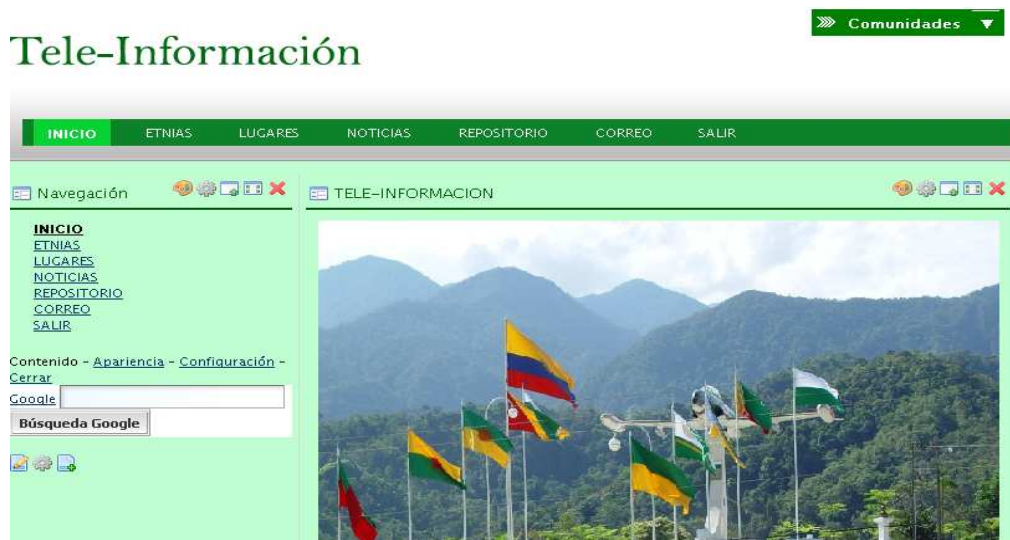 Comunidades
Tele-Información
INICIO ETNIAS LUGARES NOTICIAS REPOSITORIO CORREO SALIR
Navegación
INICIO
ETNIAS
LUGARES
NOTICIAS
REPOSITORIO
CORREO
SALIR
Contenido - Apariencia - Configuración -
Cerrar
Google
Búsqueda Google
TELE-INFORMACION